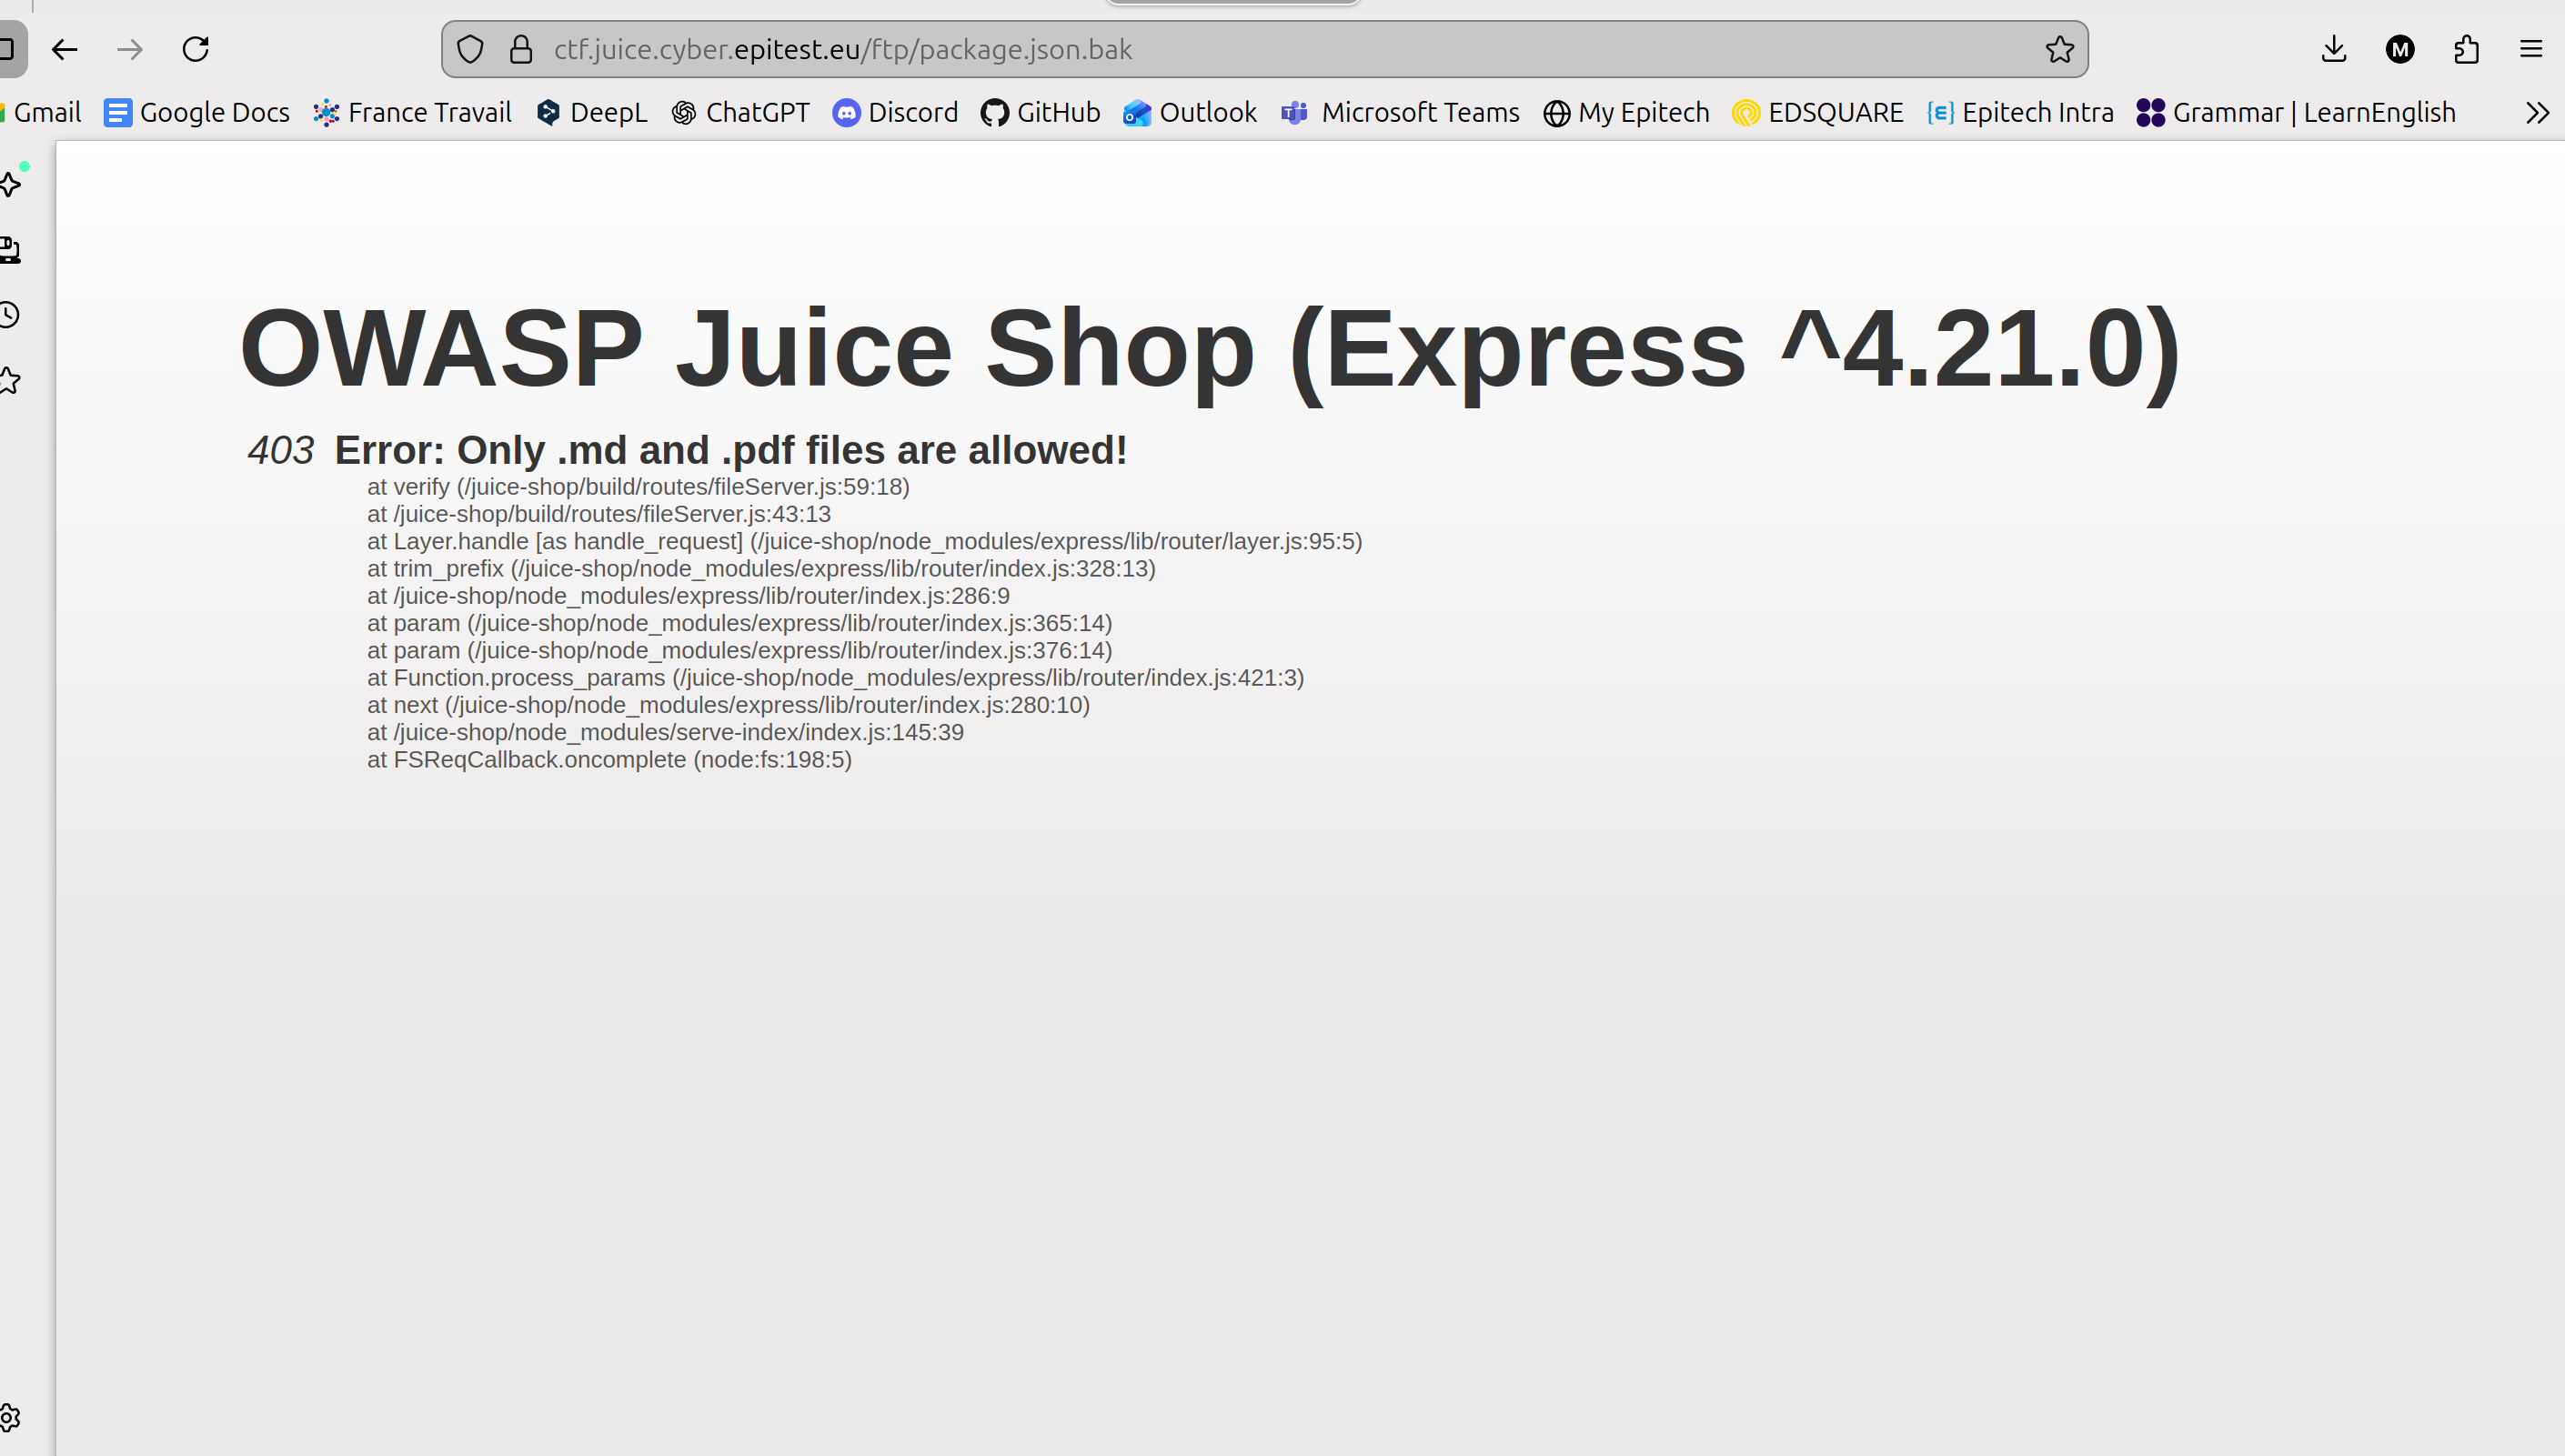 ctf.juice.cyber.epitest.eu/ftp/package.json.bak
M
Gmail Google Docs France Travail DeepL ChatGPT Discord GitHub Outlook Microsoft Teams My Epitech EDSQUARE Epitech Intra Grammar | LearnEnglish
OWASP Juice Shop (Express ^4.21.0)
403 Error: Only .md and .pdf files are allowed!
at verify (/juice-shop/build/routes/fileServer.js:59:18)
at /juice-shop/build/routes/fileServer.js:43:13
at Layer.handle [as handle_request] (/juice-shop/node_modules/express/lib/router/layer.js:95:5)
at trim_prefix (/juice-shop/node_modules/express/lib/router/index.js:328:13)
at /juice-shop/node_modules/express/lib/router/index.js:286:9
at param (/juice-shop/node_modules/express/lib/router/index.js:365:14)
at param (/juice-shop/node_modules/express/lib/router/index.js:376:14)
at Function.process_params (/juice-shop/node_modules/express/lib/router/index.js:421:3)
at next (/juice-shop/node_modules/express/lib/router/index.js:280:10)
at /juice-shop/node_modules/serve-index/index.js:145:39
at FSReqCallback.oncomplete (node:fs:198:5)